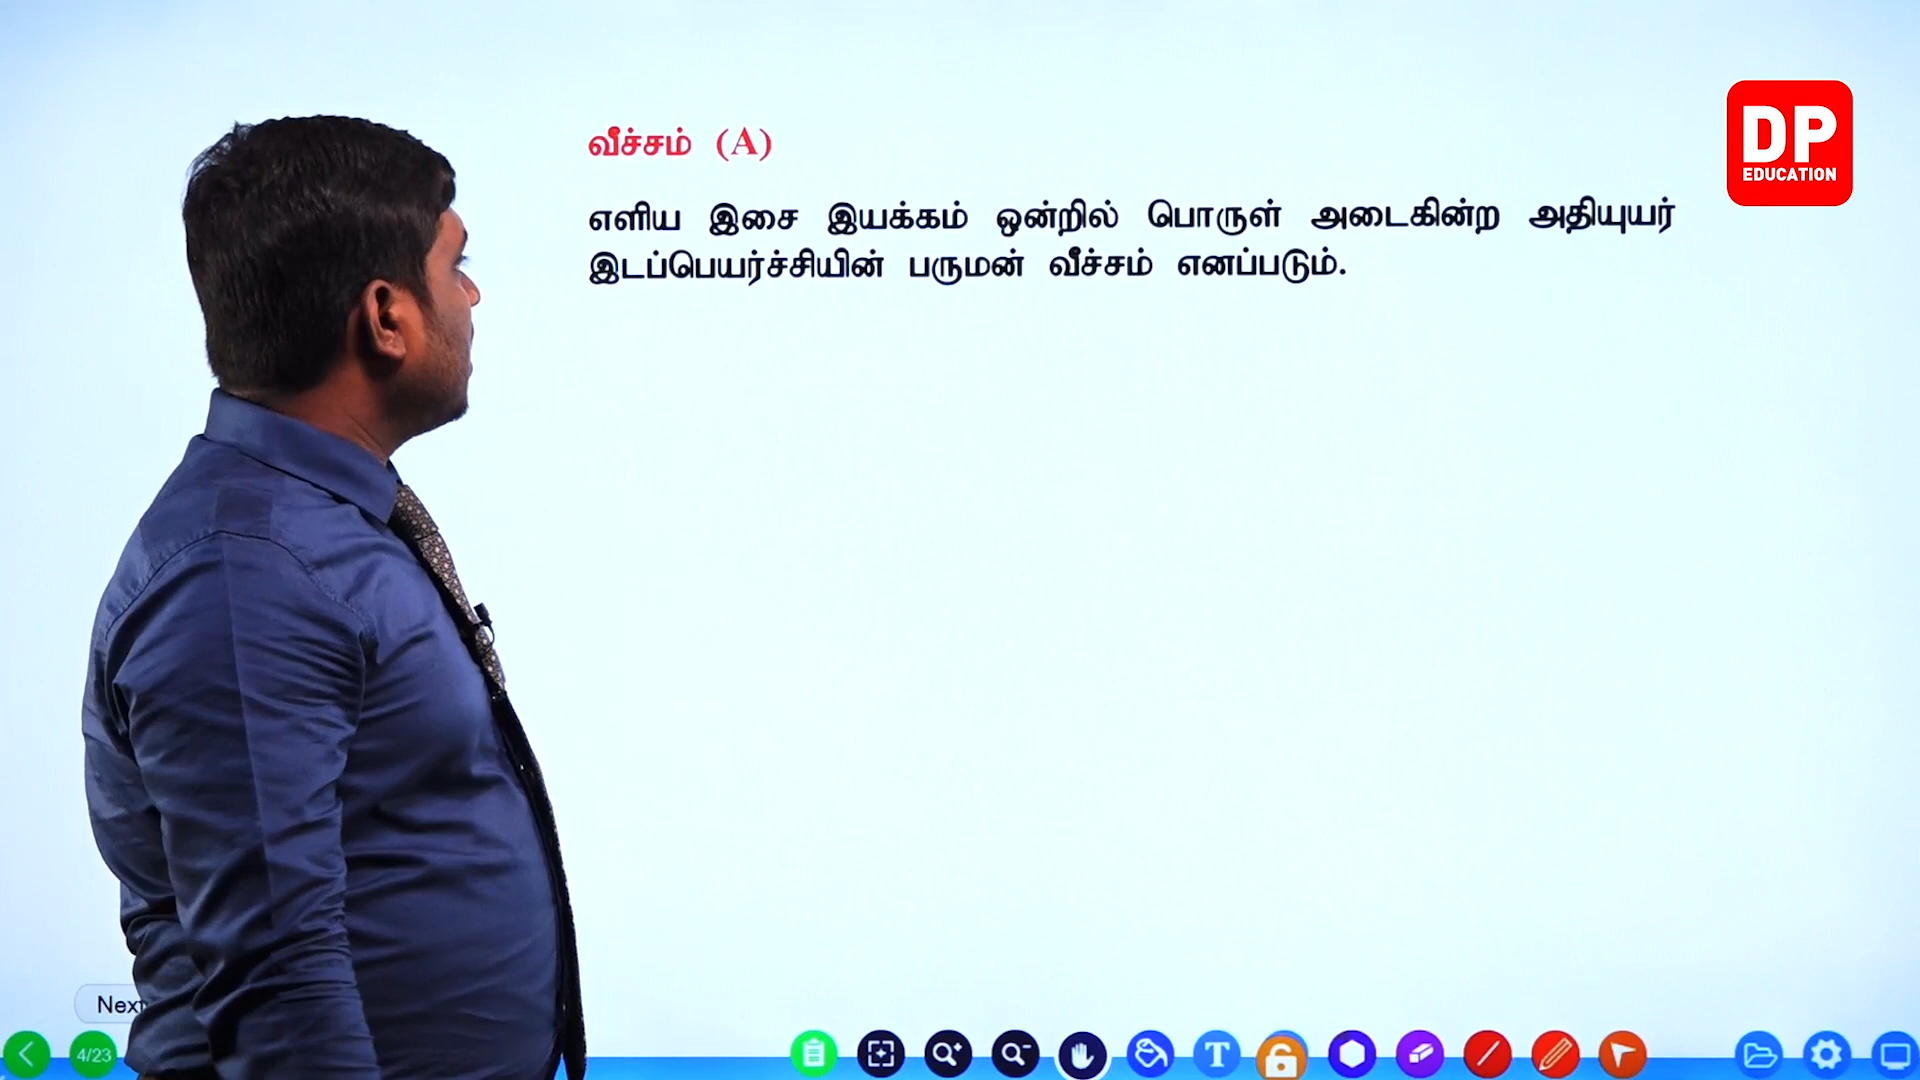 வீச்சம் (A)
எளிய இசை இயக்கம் ஒன்றில் பொருள் அடைகின்ற அதியுயர்
இடப்பெயர்ச்சியின் பருமன் வீச்சம் எனப்படும்.
DP
EDUCATION
Next
4/23
T